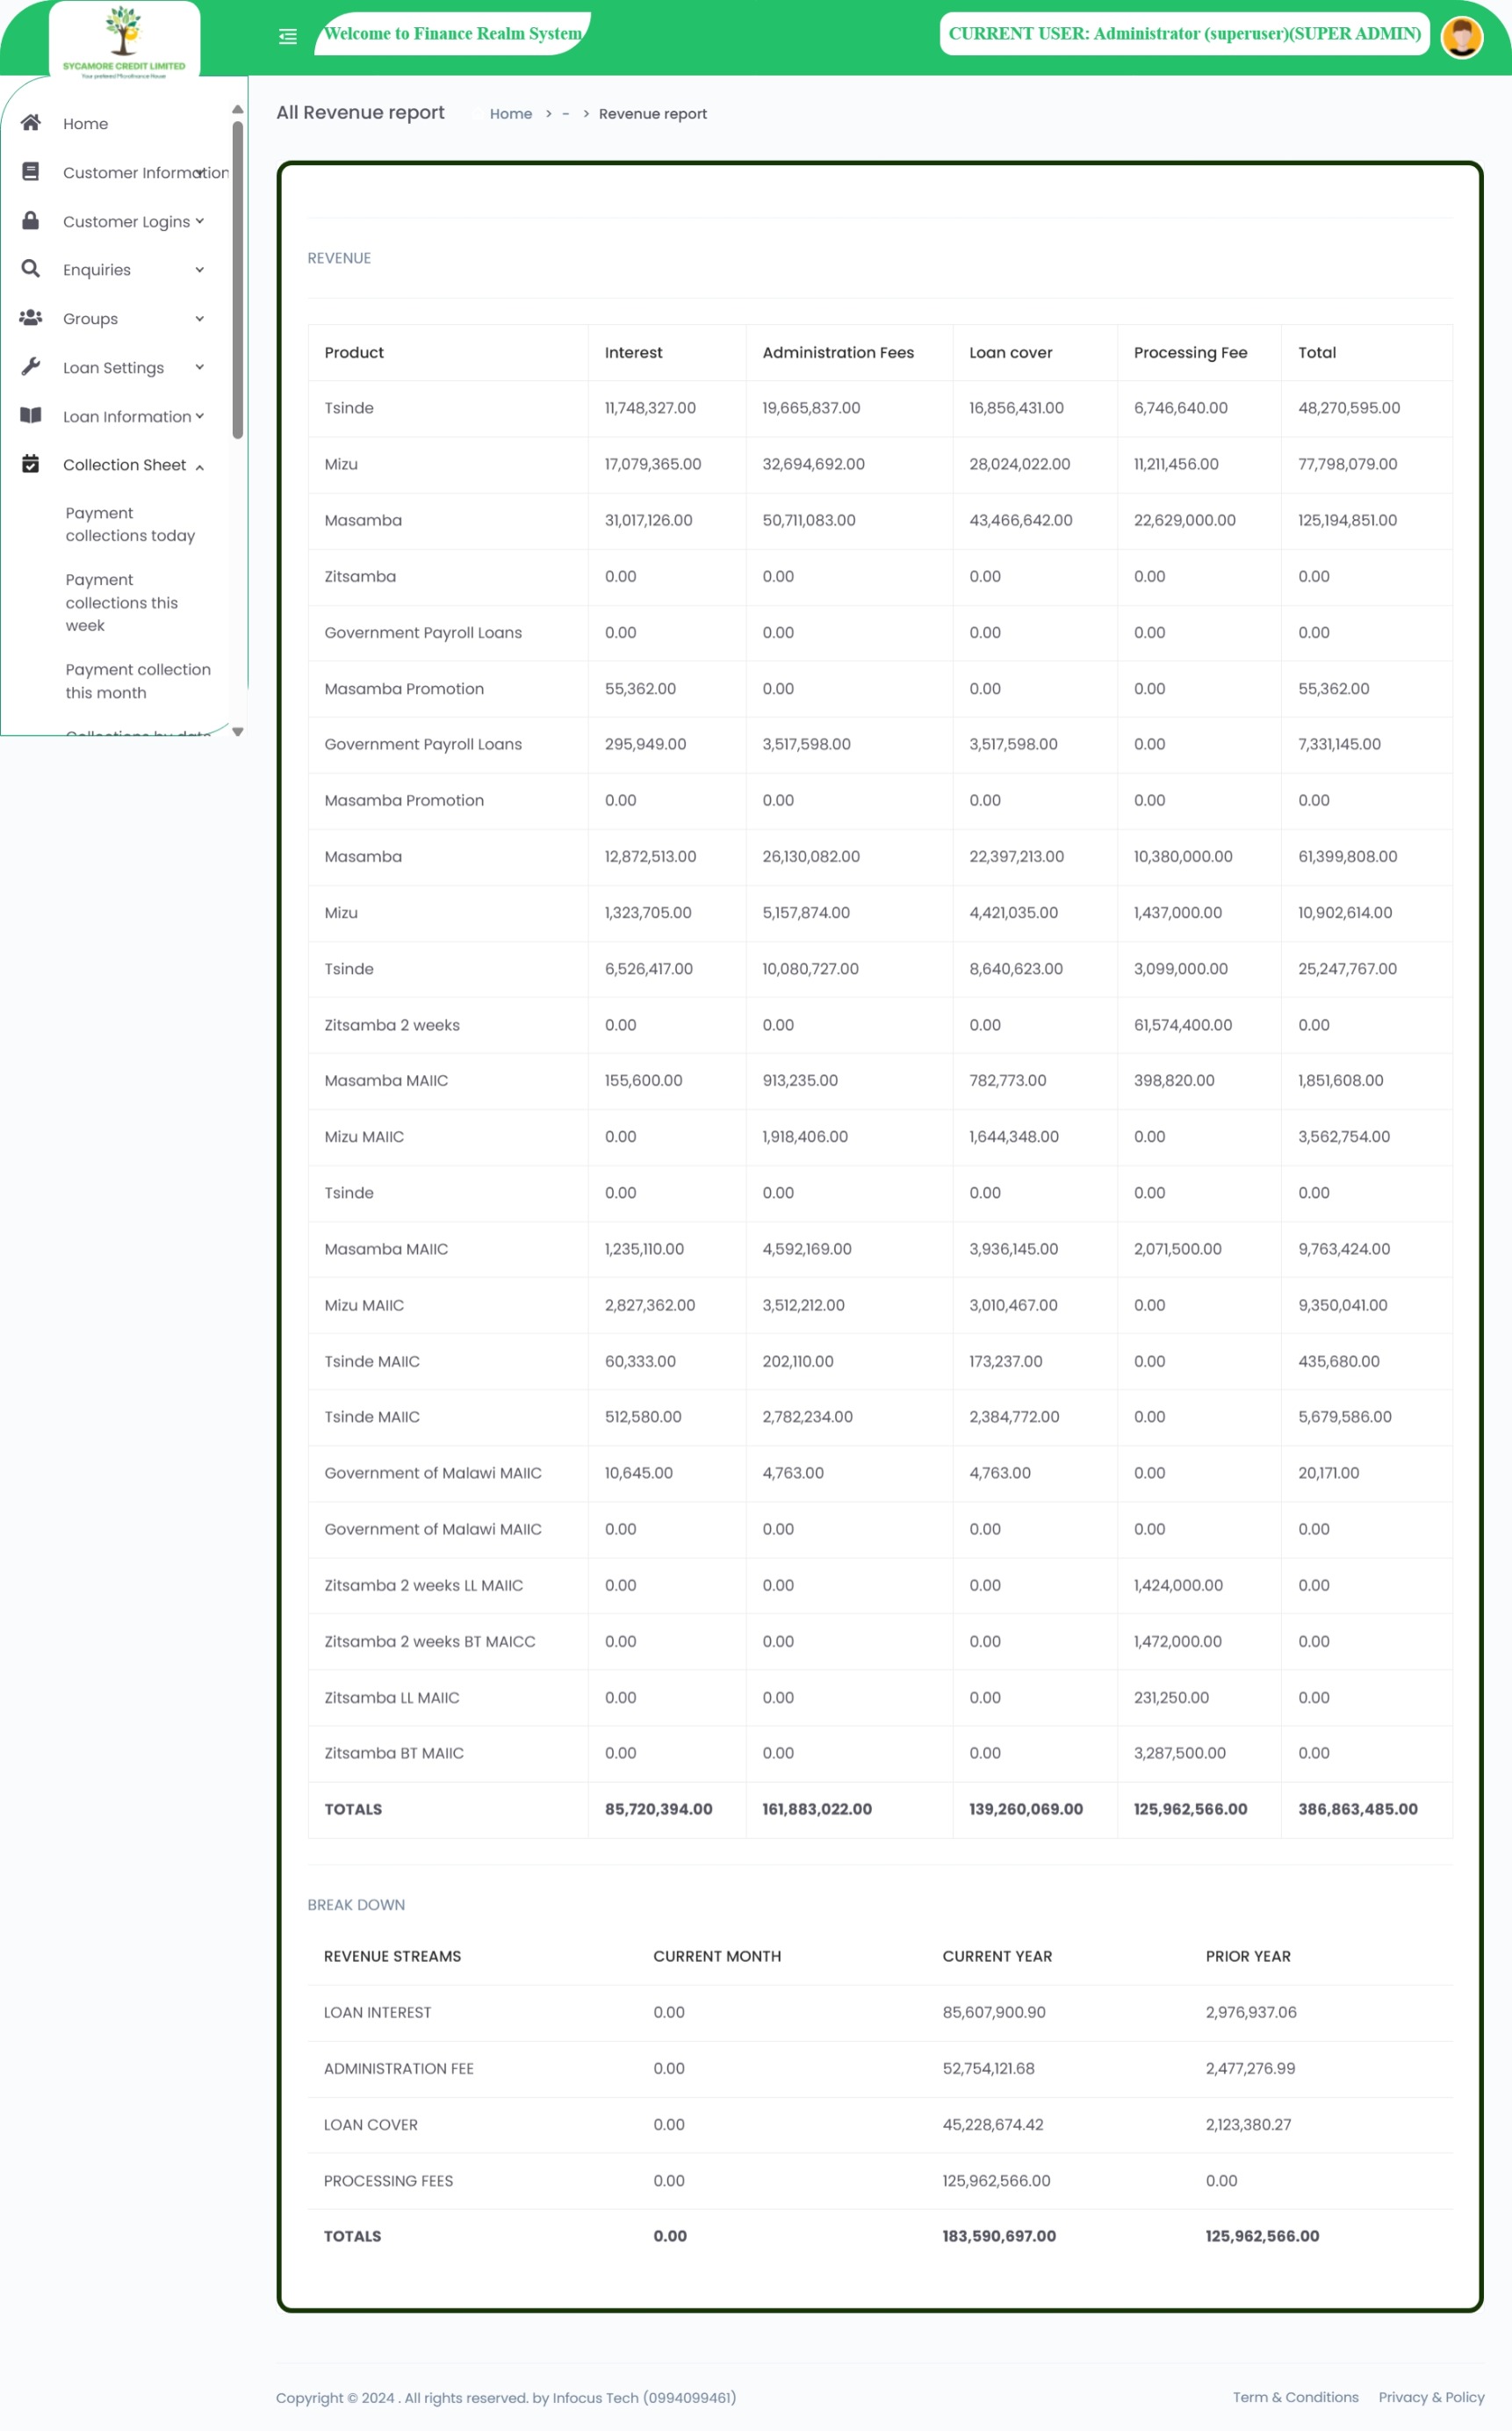 SYCAMORE CREDIT LIMITED
Your preferred Microfinance House
Welcome to Finance Realm System
CURRENT USER: Administrator (superuser)(SUPER ADMIN)
Home
Customer Information
Customer Logins
Enquiries
Groups
Loan Settings
Loan Information
Collection Sheet
Payment
collections today
Payment
collections this
week
Payment collection
this month
Collections by date
All Revenue report Home > - > Revenue report
REVENUE
Product Interest Administration Fees Loan cover Processing Fee Total
Tsinde 11,748,327.00 19,665,837.00 16,856,431.00 6,746,640.00 48,270,595.00
Mizu 17,079,365.00 32,694,692.00 28,024,022.00 11,211,456.00 77,798,079.00
Masamba 31,017,126.00 50,711,083.00 43,466,642.00 22,629,000.00 125,194,851.00
Zitsamba 0.00 0.00 0.00 0.00 0.00
Government Payroll Loans 0.00 0.00 0.00 0.00 0.00
Masamba Promotion 55,362.00 0.00 0.00 0.00 55,362.00
Government Payroll Loans 295,949.00 3,517,598.00 3,517,598.00 0.00 7,331,145.00
Masamba Promotion 0.00 0.00 0.00 0.00 0.00
Masamba 12,872,513.00 26,130,082.00 22,397,213.00 10,380,000.00 61,399,808.00
Mizu 1,323,705.00 5,157,874.00 4,421,035.00 1,437,000.00 10,902,614.00
Tsinde 6,526,417.00 10,080,727.00 8,640,623.00 3,099,000.00 25,247,767.00
Zitsamba 2 weeks 0.00 0.00 0.00 61,574,400.00 0.00
Masamba MAIIC 155,600.00 913,235.00 782,773.00 398,820.00 1,851,608.00
Mizu MAIIC 0.00 1,918,406.00 1,644,348.00 0.00 3,562,754.00
Tsinde 0.00 0.00 0.00 0.00 0.00
Masamba MAIIC 1,235,110.00 4,592,169.00 3,936,145.00 2,071,500.00 9,763,424.00
Mizu MAIIC 2,827,362.00 3,512,212.00 3,010,467.00 0.00 9,350,041.00
Tsinde MAIIC 60,333.00 202,110.00 173,237.00 0.00 435,680.00
Tsinde MAIIC 512,580.00 2,782,234.00 2,384,772.00 0.00 5,679,586.00
Government of Malawi MAIIC 10,645.00 4,763.00 4,763.00 0.00 20,171.00
Government of Malawi MAIIC 0.00 0.00 0.00 0.00 0.00
Zitsamba 2 weeks LL MAIIC 0.00 0.00 0.00 1,424,000.00 0.00
Zitsamba 2 weeks BT MAICC 0.00 0.00 0.00 1,472,000.00 0.00
Zitsamba LL MAIIC 0.00 0.00 0.00 231,250.00 0.00
Zitsamba BT MAIIC 0.00 0.00 0.00 3,287,500.00 0.00
TOTALS 85,720,394.00 161,883,022.00 139,260,069.00 125,962,566.00 386,863,485.00
BREAK DOWN
REVENUE STREAMS CURRENT MONTH CURRENT YEAR PRIOR YEAR
LOAN INTEREST 0.00 85,607,900.90 2,976,937.06
ADMINISTRATION FEE 0.00 52,754,121.68 2,477,276.99
LOAN COVER 0.00 45,228,674.42 2,123,380.27
PROCESSING FEES 0.00 125,962,566.00 0.00
TOTALS 0.00 183,590,697.00 125,962,566.00
Copyright © 2024 . All rights reserved. by Infocus Tech (0994099461) Term & Conditions Privacy & Policy